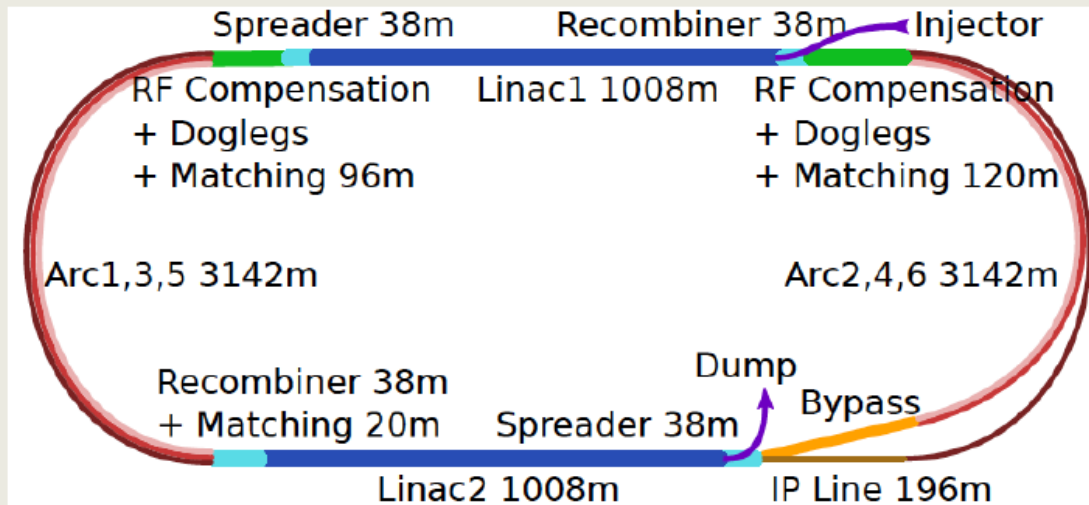 Spreader 38m
Recombiner 38m
Injector
RF Compensation
+ Doglegs
+ Matching 96m
Linac1 1008m
RF Compensation
+ Doglegs
+ Matching 120m
Arc1,3,5 3142m
Arc2,4,6 3142m
Recombiner 38m
+ Matching 20m
Spreader 38m
Dump
Bypass
Linac2 1008m
IP Line 196m